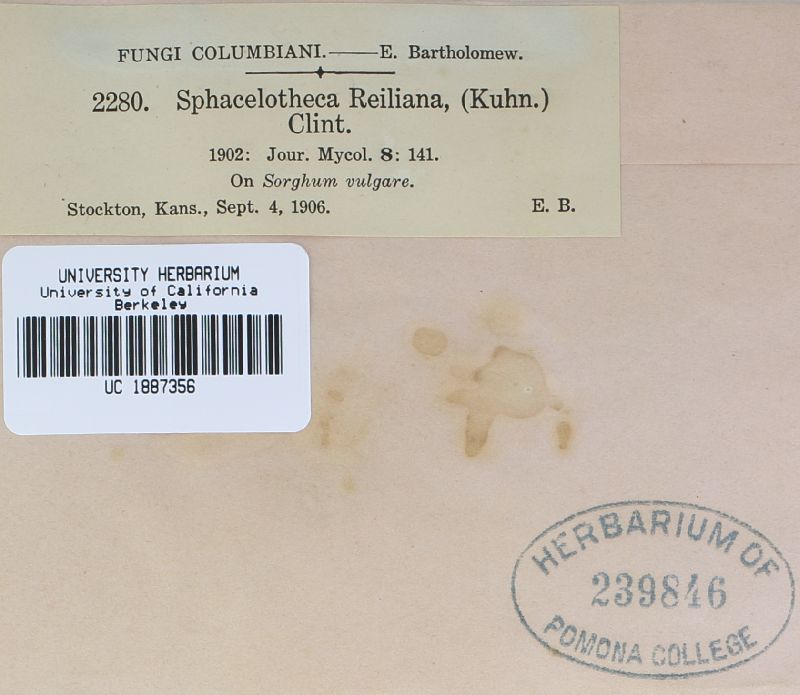 FUNGI COLUMBIANI.——E. Bartholomew.
2280. Sphacelotheca Reiliana, (Kuhn.)
Clint.
1902: Jour. Mycol. 8: 141.
On Sorghum vulgare.
Stockton, Kans., Sept. 4, 1906. E. B.
UNIVERSITY HERBARIUM
University of California
Berkeley
UC 1887356
HERBARIUM OF
239846
POMONA COLLEGE